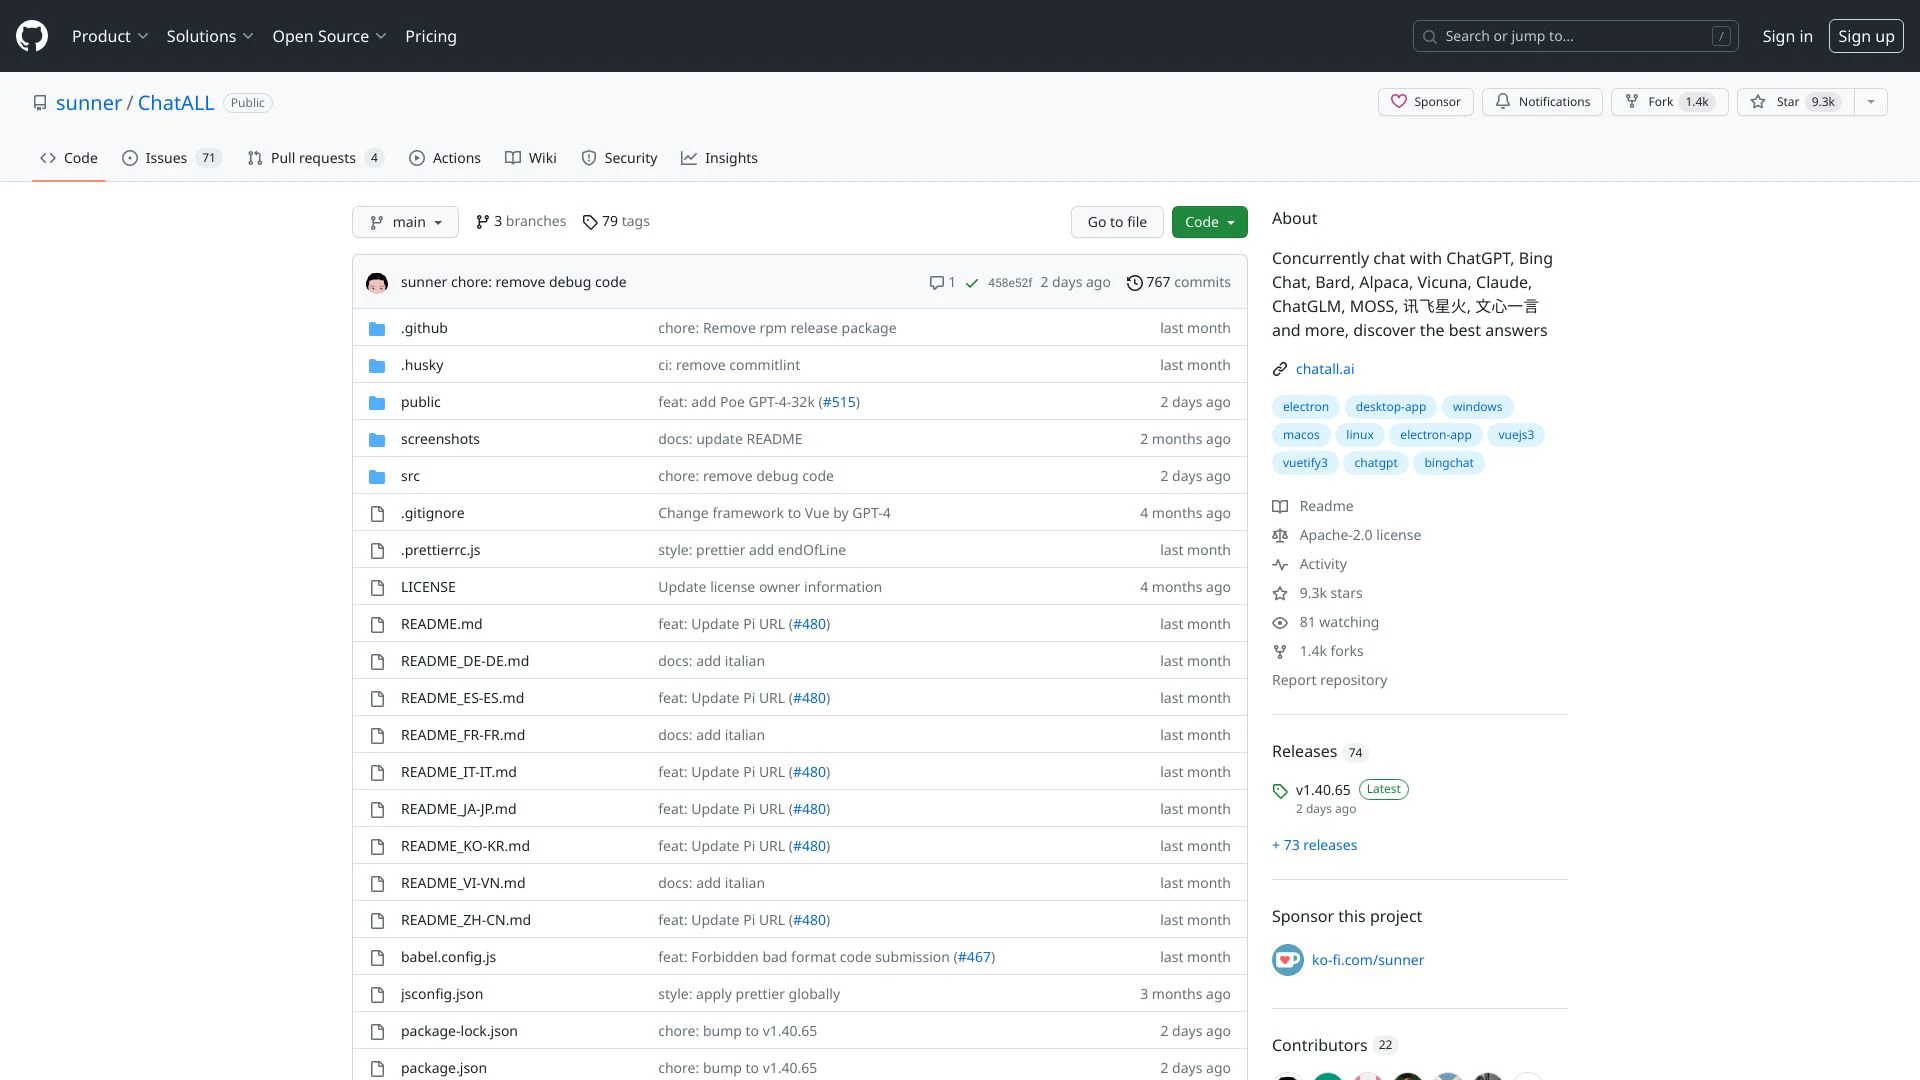 Product Solutions Open Source Pricing Search or jump to... / Sign in Sign up
sunner / ChatALL Public Sponsor Notifications Fork 1.4k Star 9.3k
Code Issues 71 Pull requests 4 Actions Wiki Security Insights
main 3 branches 79 tags Go to file Code
sunner chore: remove debug code 1 458e52f 2 days ago 767 commits
.github chore: Remove rpm release package last month
.husky ci: remove commitlint last month
public feat: add Poe GPT-4-32k (#515) 2 days ago
screenshots docs: update README 2 months ago
src chore: remove debug code 2 days ago
.gitignore Change framework to Vue by GPT-4 4 months ago
.prettierrc.js style: prettier add endOfLine last month
LICENSE Update license owner information 4 months ago
README.md feat: Update Pi URL (#480) last month
README_DE-DE.md docs: add italian last month
README_ES-ES.md feat: Update Pi URL (#480) last month
README_FR-FR.md docs: add italian last month
README_IT-IT.md feat: Update Pi URL (#480) last month
README_JA-JP.md feat: Update Pi URL (#480) last month
README_KO-KR.md feat: Update Pi URL (#480) last month
README_VI-VN.md docs: add italian last month
README_ZH-CN.md feat: Update Pi URL (#480) last month
babel.config.js feat: Forbidden bad format code submission (#467) last month
jsconfig.json style: apply prettier globally 3 months ago
package-lock.json chore: bump to v1.40.65 2 days ago
package.json chore: bump to v1.40.65 2 days ago
About
Concurrently chat with ChatGPT, Bing
Chat, Bard, Alpaca, Vicuna, Claude,
ChatGLM, MOSS, 讯飞星火, 文心一言
and more, discover the best answers
chatall.ai
electron desktop-app windows
macos linux electron-app vuejs3
vuetify3 chatgpt bingchat
Readme
Apache-2.0 license
Activity
9.3k stars
81 watching
1.4k forks
Report repository
Releases 74
v1.40.65 Latest
2 days ago
+ 73 releases
Sponsor this project
ko-fi.com/sunner
Contributors 22